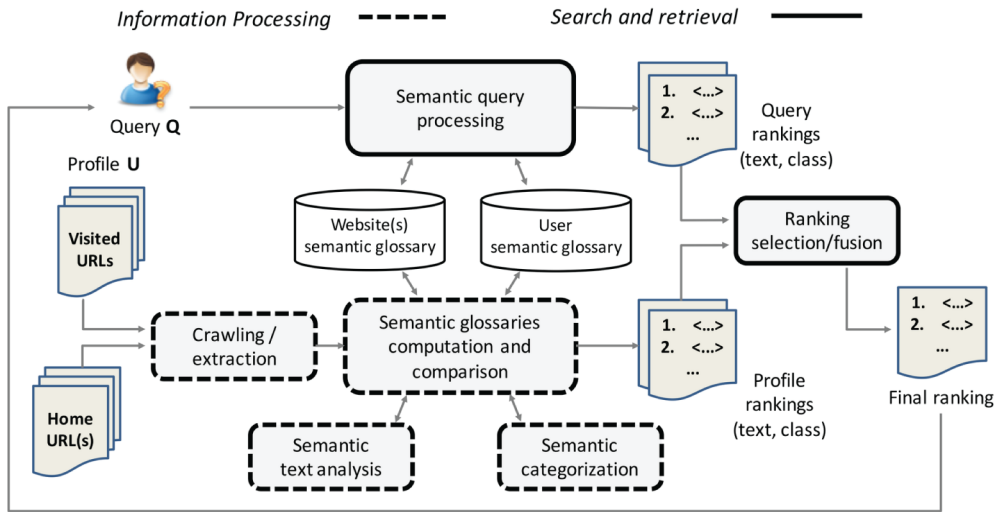 Information Processing
Search and retrieval
Query Q
Semantic query
processing
1. <...>
2. <...>
...
Query
rankings
(text, class)
Profile U
Visited
URLs
Website(s)
semantic glossary
User
semantic glossary
Ranking
selection/fusion
Crawling /
extraction
Semantic glossaries
computation and
comparison
1. <...>
2. <...>
...
Profile
rankings
(text, class)
1. <...>
2. <...>
...
Final ranking
Home
URL(s)
Semantic
text analysis
Semantic
categorization